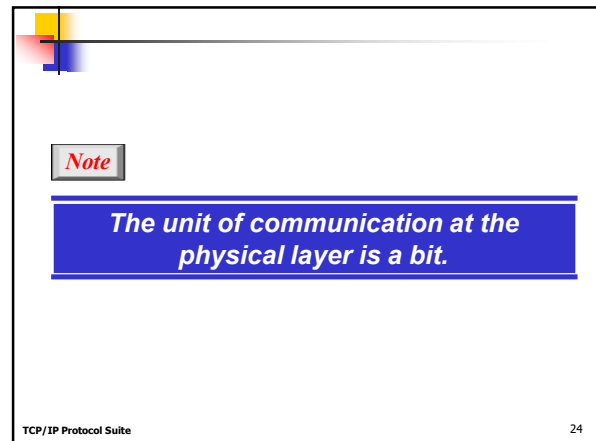 Note
The unit of communication at the
physical layer is a bit.
TCP/IP Protocol Suite
24